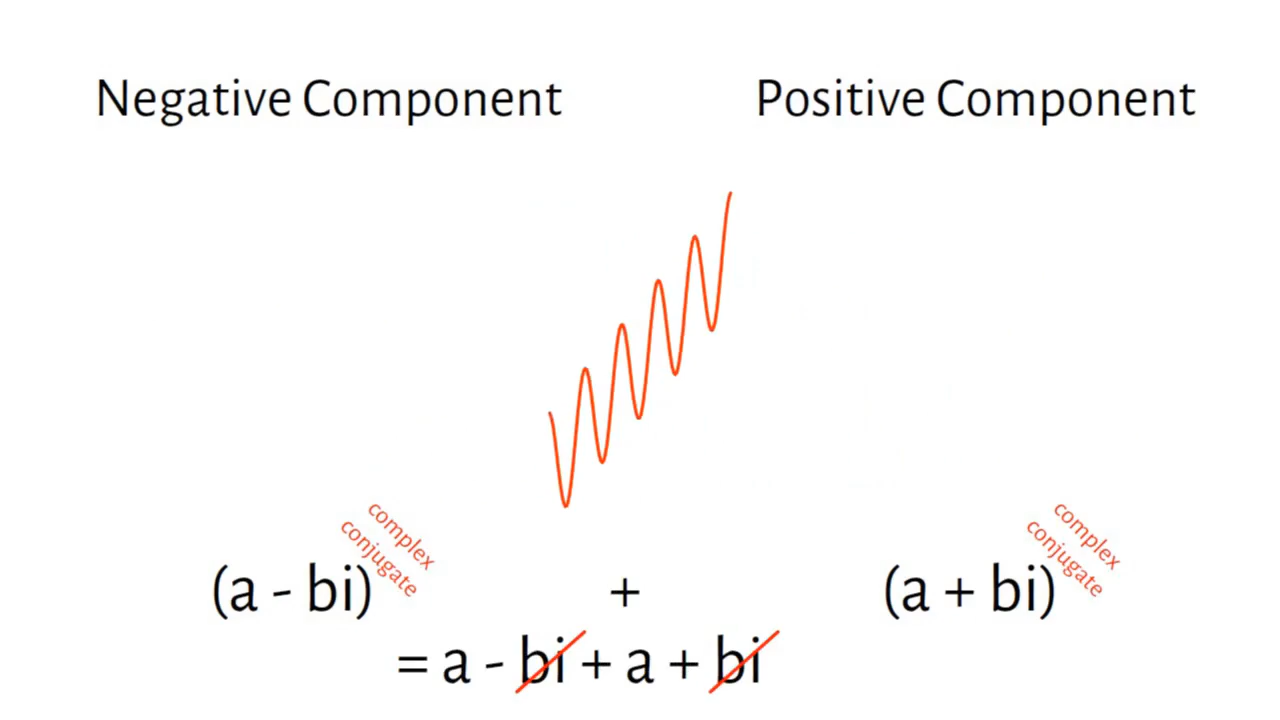 Negative Component
Positive Component
complex
conjugate
complex
conjugate
(a - bi) + (a + bi)
= a - bi + a + bi